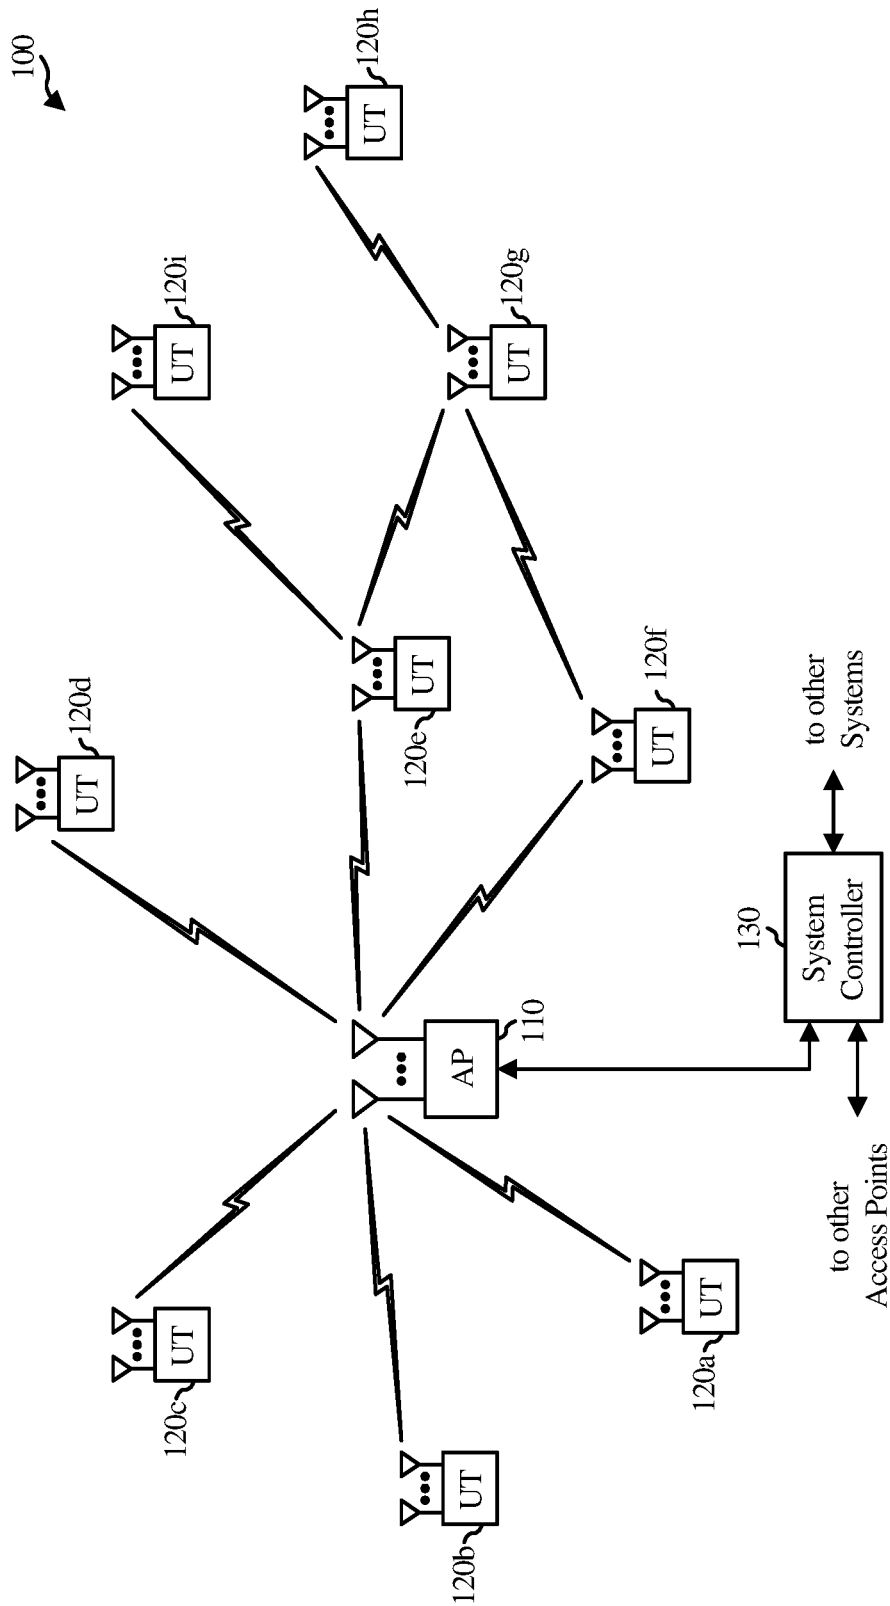 100
UT
120d
UT
120c
UT
120i
UT
120h
UT
120e
UT
120b
AP
110
UT
120g
UT
120f
UT
120a
130
System
Controller
to other
Systems
to other
Access Points